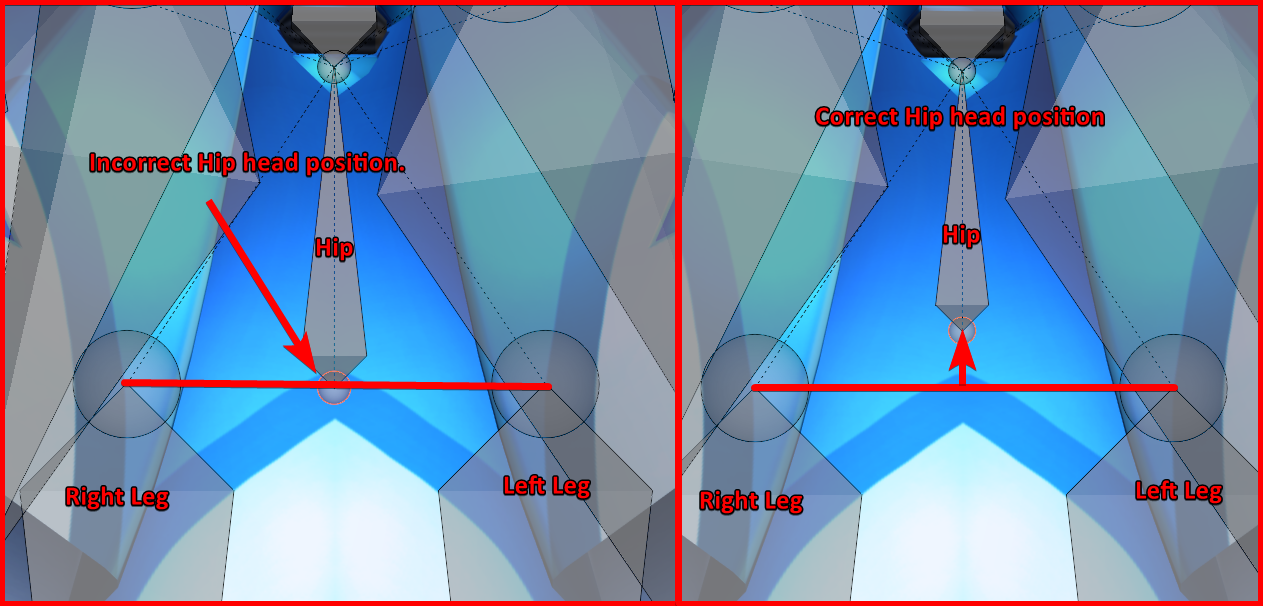 Incorrect Hip head position.
Hip
Right Leg
Left Leg
Correct Hip head position
Hip
Right Leg
Left Leg